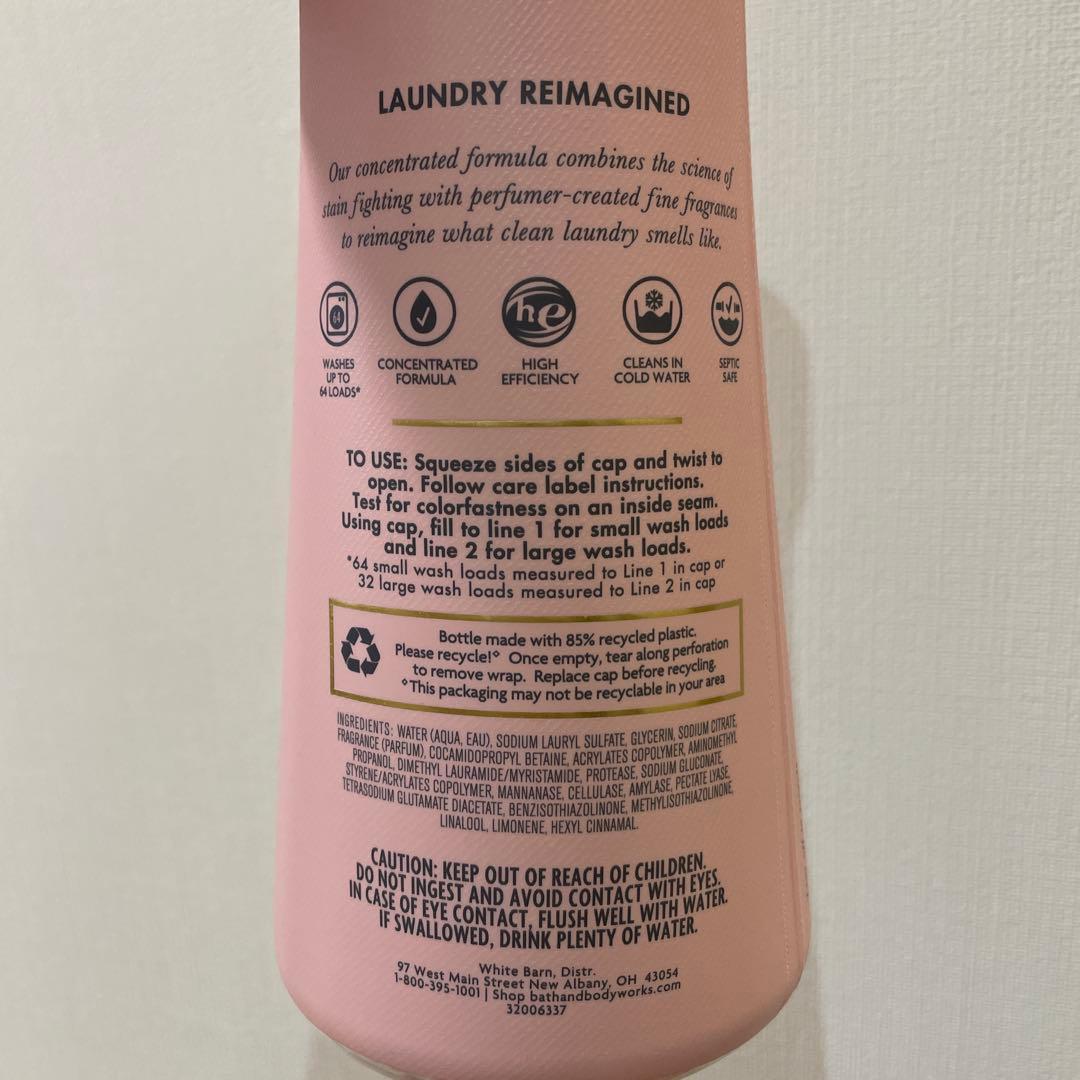 LAUNDRY REIMAGINED
Our concentrated formula combines the science of
stain fighting with perfumer-created fine fragrances
to reimagine what clean laundry smells like.
64
he
WASHES
UP TO
64 LOADS*
CONCENTRATED
FORMULA
HIGH
EFFICIENCY
CLEANS IN
COLD WATER
SEPTIC
SAFE
TO USE: Squeeze sides of cap and twist to
open. Follow care label instructions.
Test for colorfastness on an inside seam.
Using cap, fill to line 1 for small wash loads
and line 2 for large wash loads.
*64 small wash loads measured to Line 1 in cap or
32 large wash loads measured to Line 2 in cap
Bottle made with 85% recycled plastic.
Please recycle!⋄ Once empty, tear along perforation
to remove wrap. Replace cap before recycling.
⋄This packaging may not be recyclable in your area
INGREDIENTS: WATER (AQUA, EAU), SODIUM LAURYL SULFATE, GLYCERIN, SODIUM CITRATE,
FRAGRANCE (PARFUM), COCAMIDOPROPYL BETAINE, ACRYLATES COPOLYMER, AMINOMETHYL
PROPANOL, DIMETHYL LAURAMIDE/MYRISTAMIDE, PROTEASE, SODIUM GLUCONATE,
STYRENE/ACRYLATES COPOLYMER, MANNANASE, CELLULASE, AMYLASE, PECTATE LYASE,
TETRASODIUM GLUTAMATE DIACETATE, BENZISOTHIAZOLINONE, METHYLISOTHIAZOLINONE,
LINALOOL, LIMONENE, HEXYL CINNAMAL.
CAUTION: KEEP OUT OF REACH OF CHILDREN.
DO NOT INGEST AND AVOID CONTACT WITH EYES.
IN CASE OF EYE CONTACT, FLUSH WELL WITH WATER.
IF SWALLOWED, DRINK PLENTY OF WATER.
White Barn, Distr.
97 West Main Street New Albany, OH 43054
1-800-395-1001 | Shop bathandbodyworks.com
32006337